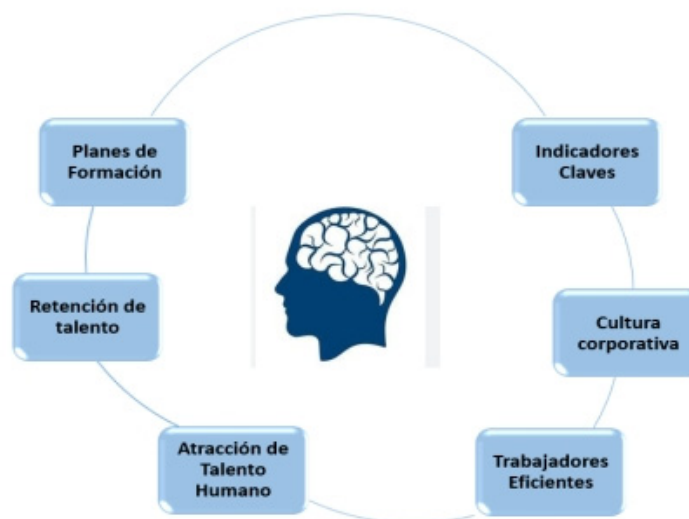 Planes de
Formación
Indicadores
Claves
Retención de
talento
Cultura
corporativa
Atracción de
Talento
Humano
Trabajadores
Eficientes